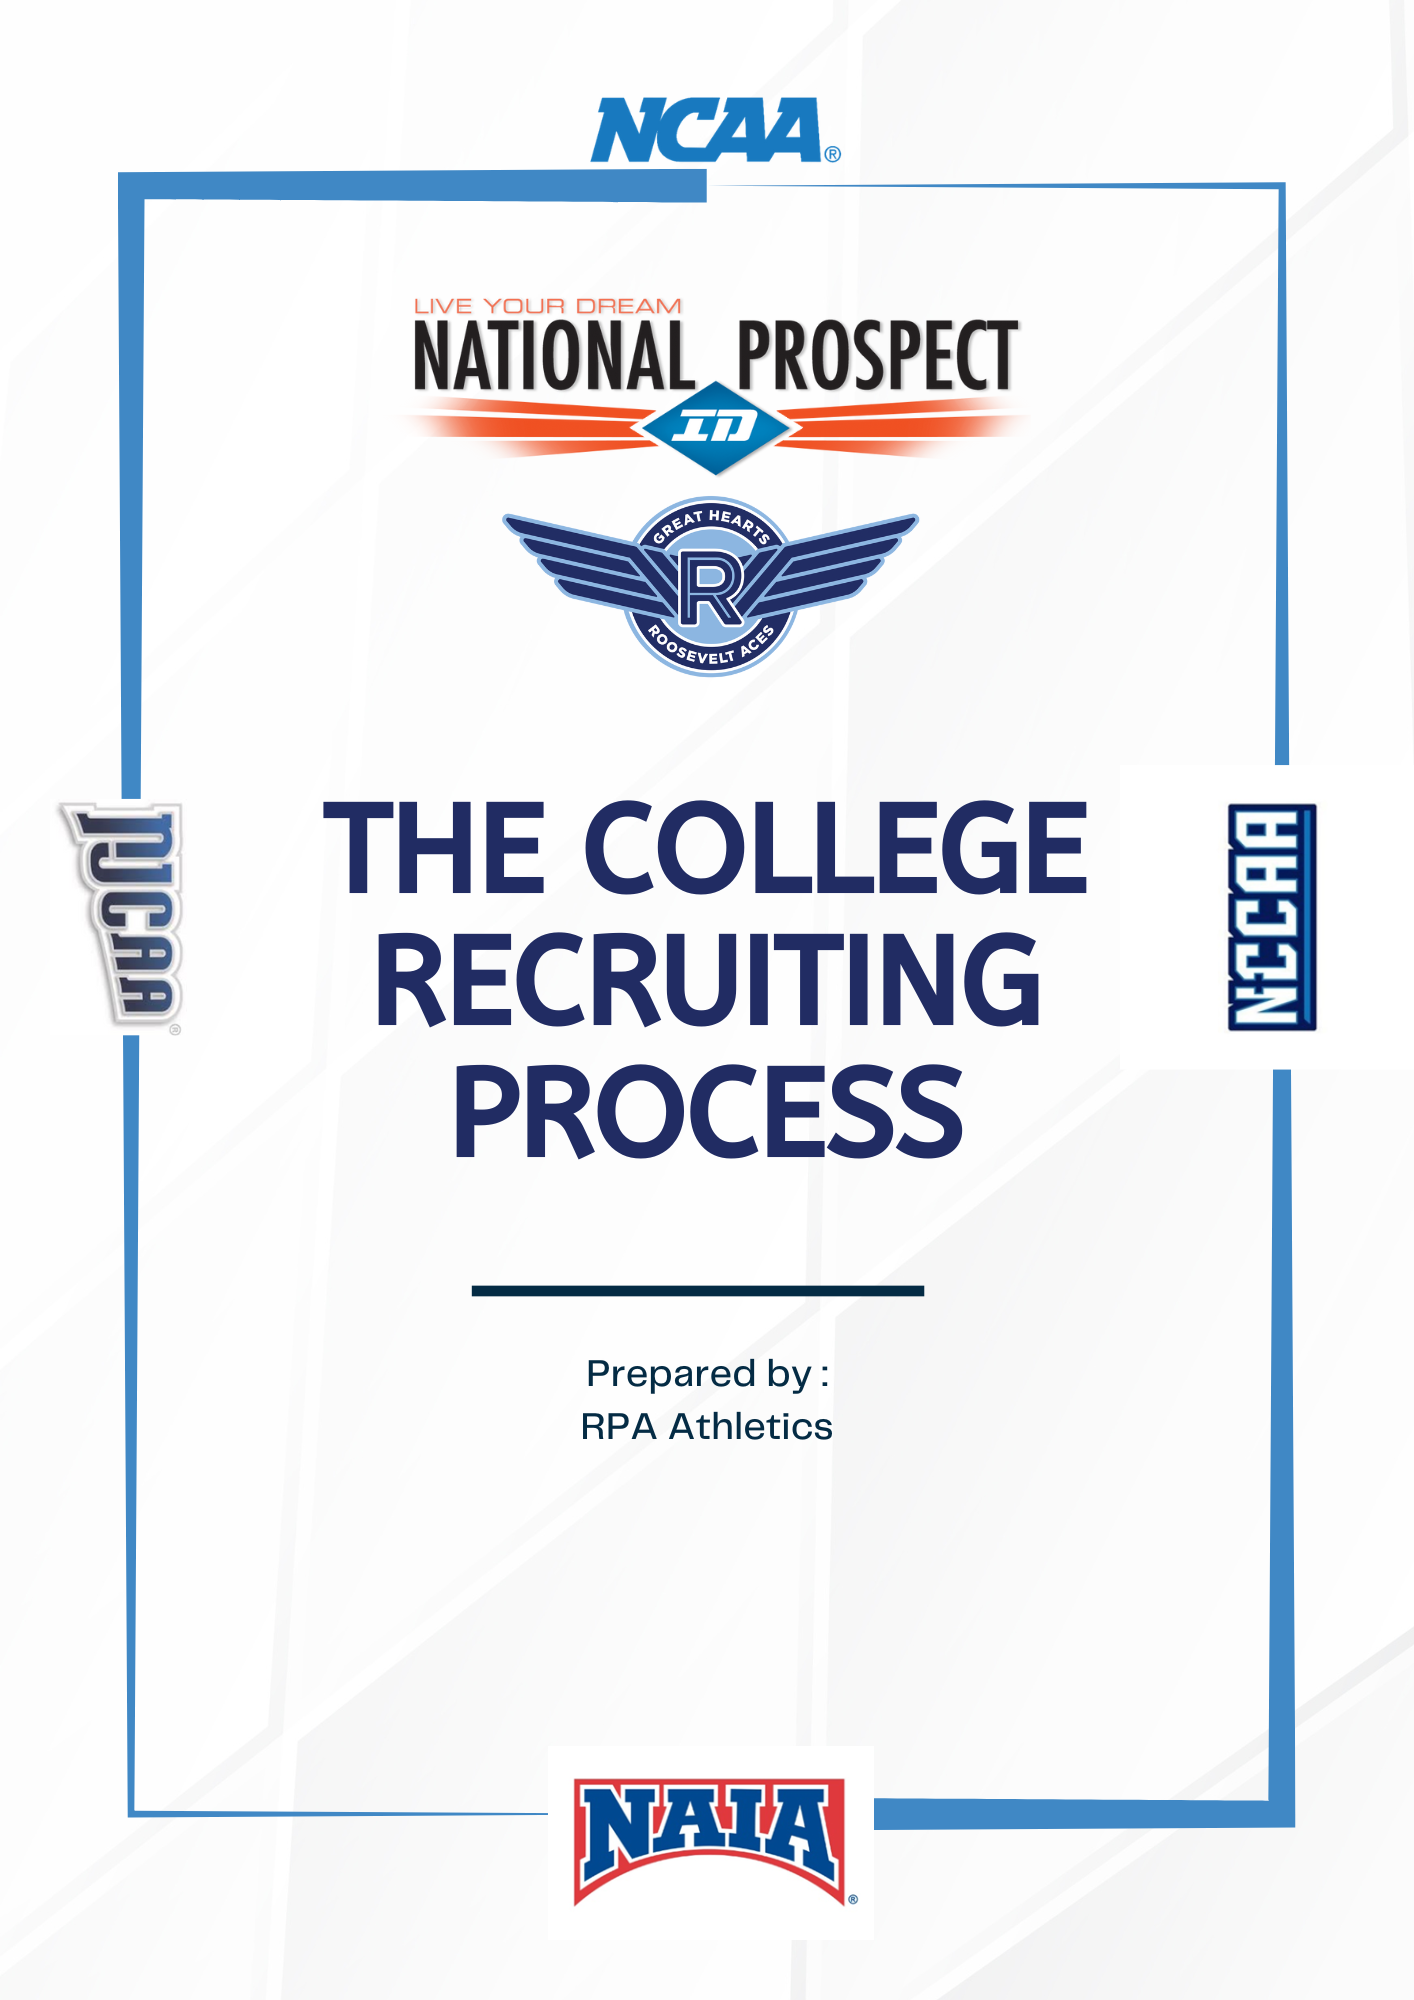 NCAA®
LIVE YOUR DREAM
NATIONAL PROSPECT
ID
GREAT HEARTS
R
ROOSEVELT ACES
NJCAA®
NCCAA
THE COLLEGE
RECRUITING
PROCESS
Prepared by :
RPA Athletics
NAIA®